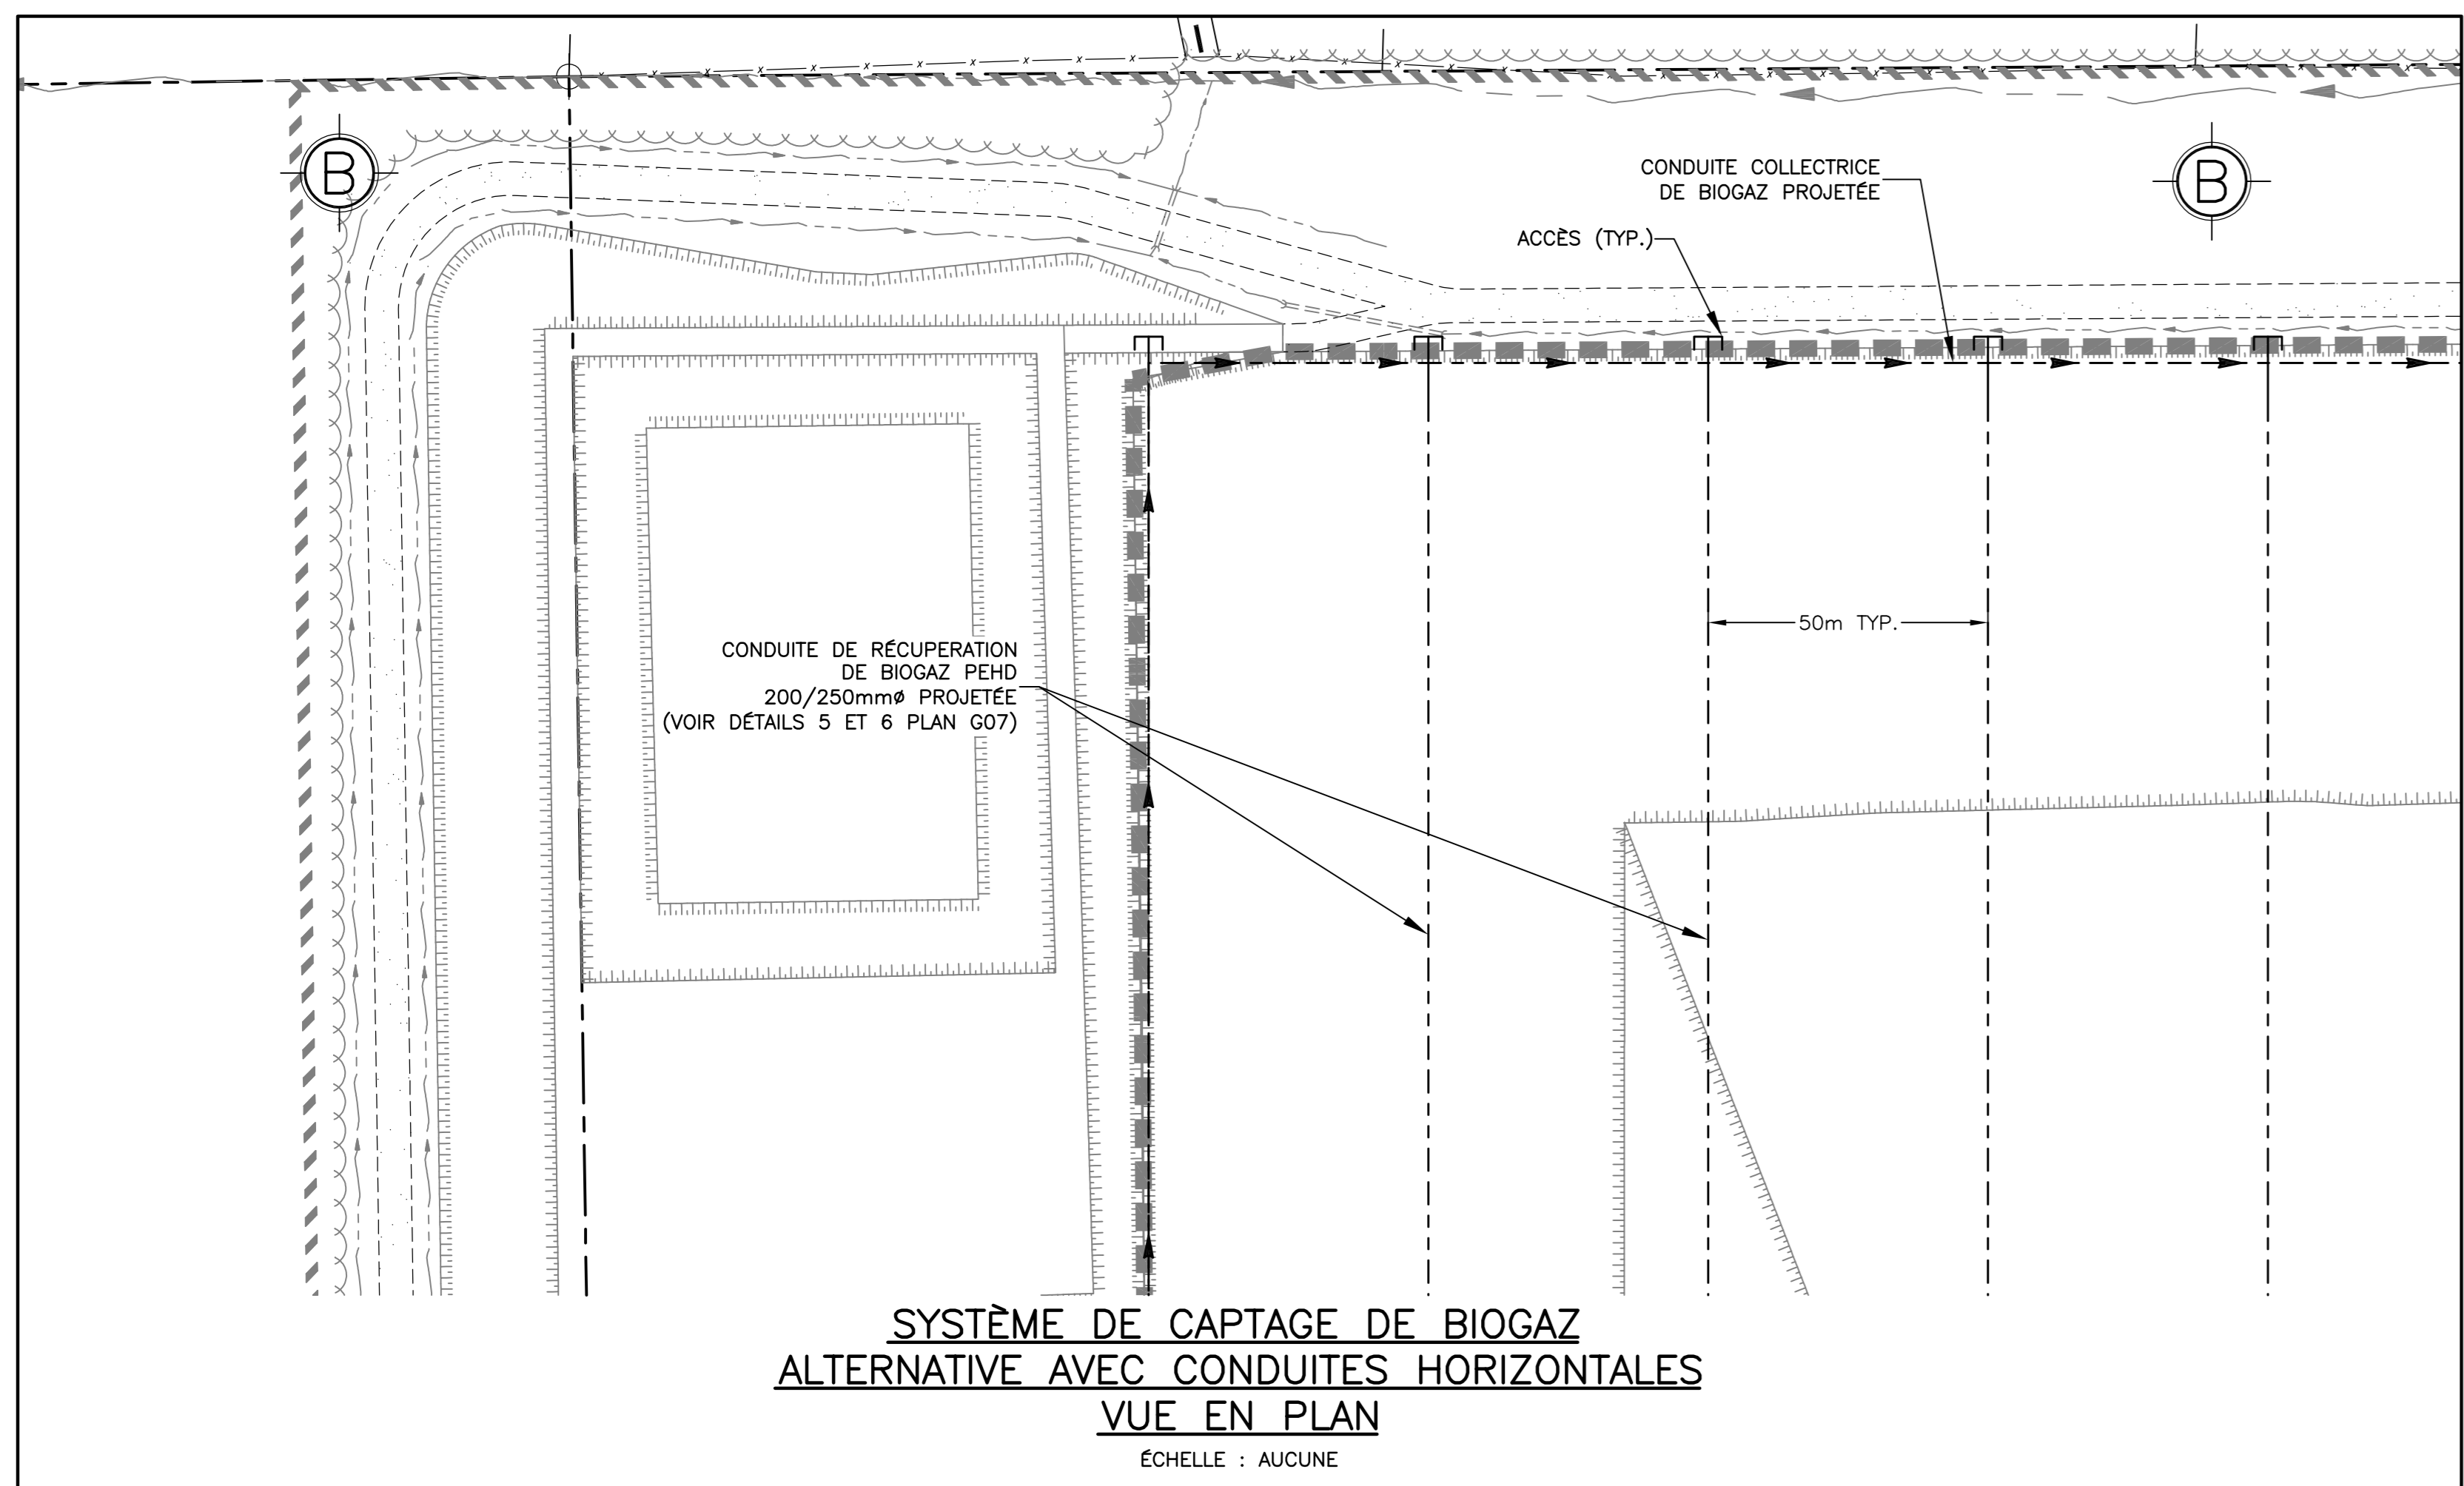 B
CONDUITE COLLECTRICE
DE BIOGAZ PROJETÉE
B
ACCÈS (TYP.)
50m TYP.
CONDUITE DE RÉCUPERATION
DE BIOGAZ PEHD
200/250mmø PROJETÉE
(VOIR DÉTAILS 5 ET 6 PLAN G07)
SYSTÈME DE CAPTAGE DE BIOGAZ
ALTERNATIVE AVEC CONDUITES HORIZONTALES
VUE EN PLAN
ÉCHELLE : AUCUNE